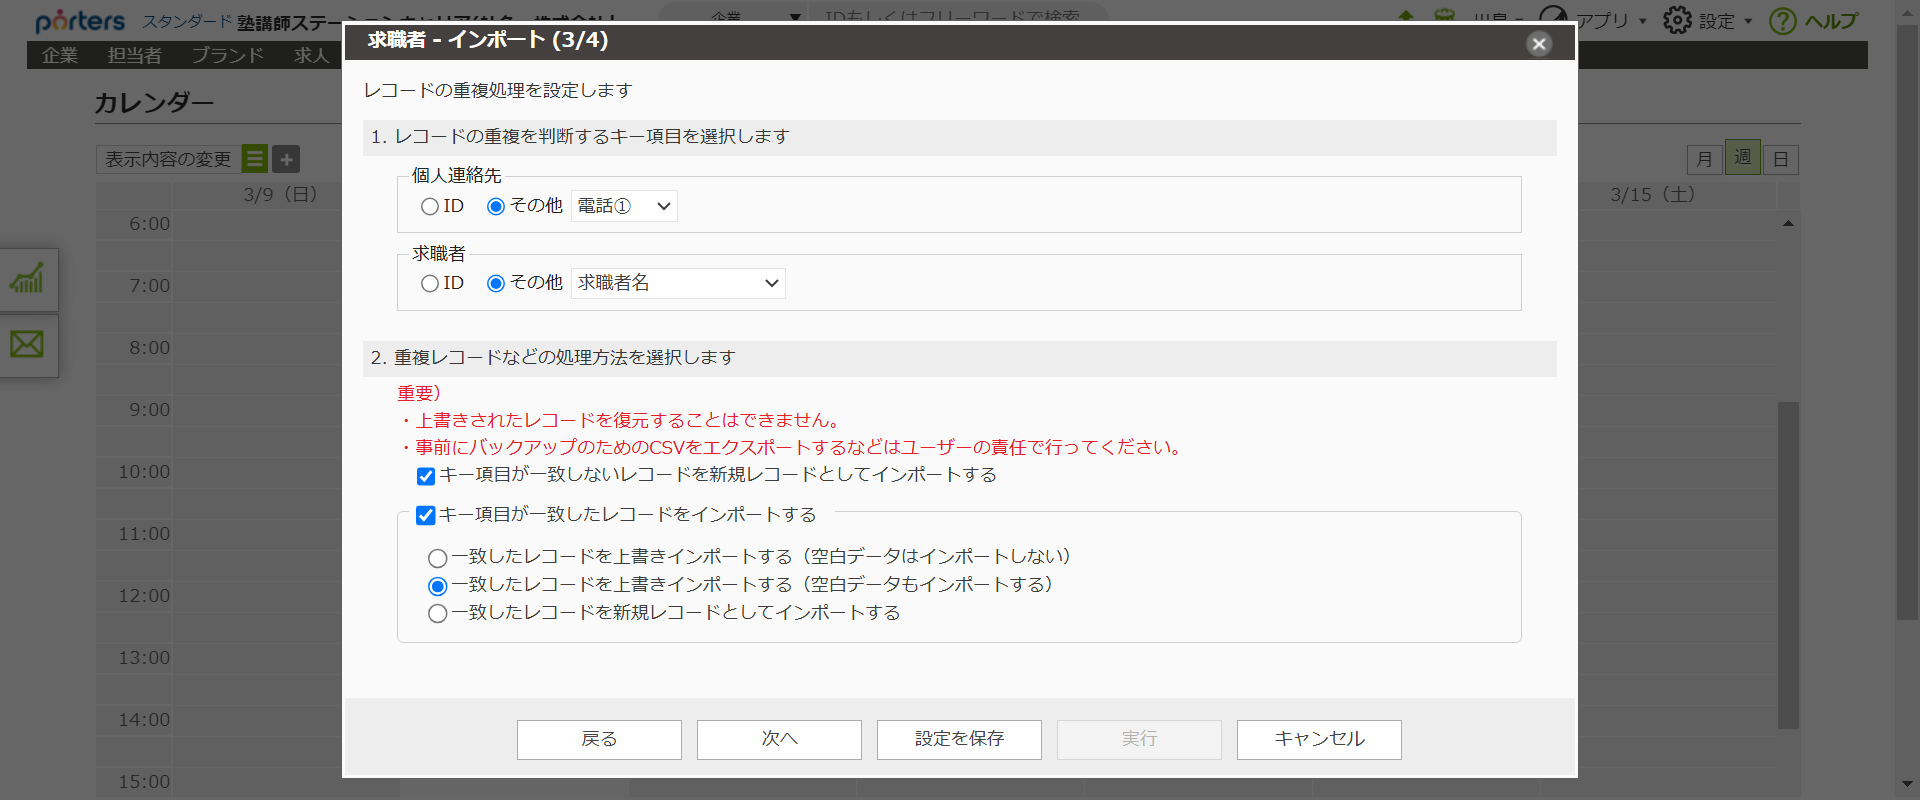 porters スタンダード 塾講師ステーション
企業 ▼
IDもしくはフリーワードで検索
アプリ ▼ 設定 ▼ ヘルプ
企業 担当者 ブランド 求人
カレンダー
表示内容の変更
月 週 日
3/9（日）
3/15（土）
6:00
7:00
8:00
9:00
10:00
11:00
12:00
13:00
14:00
15:00
求職者 - インポート (3/4)
レコードの重複処理を設定します
1. レコードの重複を判断するキー項目を選択します
個人連絡先
ID その他 電話①
求職者
ID その他 求職者名
2. 重複レコードなどの処理方法を選択します
重要）
・上書きされたレコードを復元することはできません。
・事前にバックアップのためのCSVをエクスポートするなどはユーザーの責任で行ってください。
キー項目が一致しないレコードを新規レコードとしてインポートする
キー項目が一致したレコードをインポートする
一致したレコードを上書きインポートする（空白データはインポートしない）
一致したレコードを上書きインポートする（空白データもインポートする）
一致したレコードを新規レコードとしてインポートする
戻る 次へ 設定を保存 実行 キャンセル